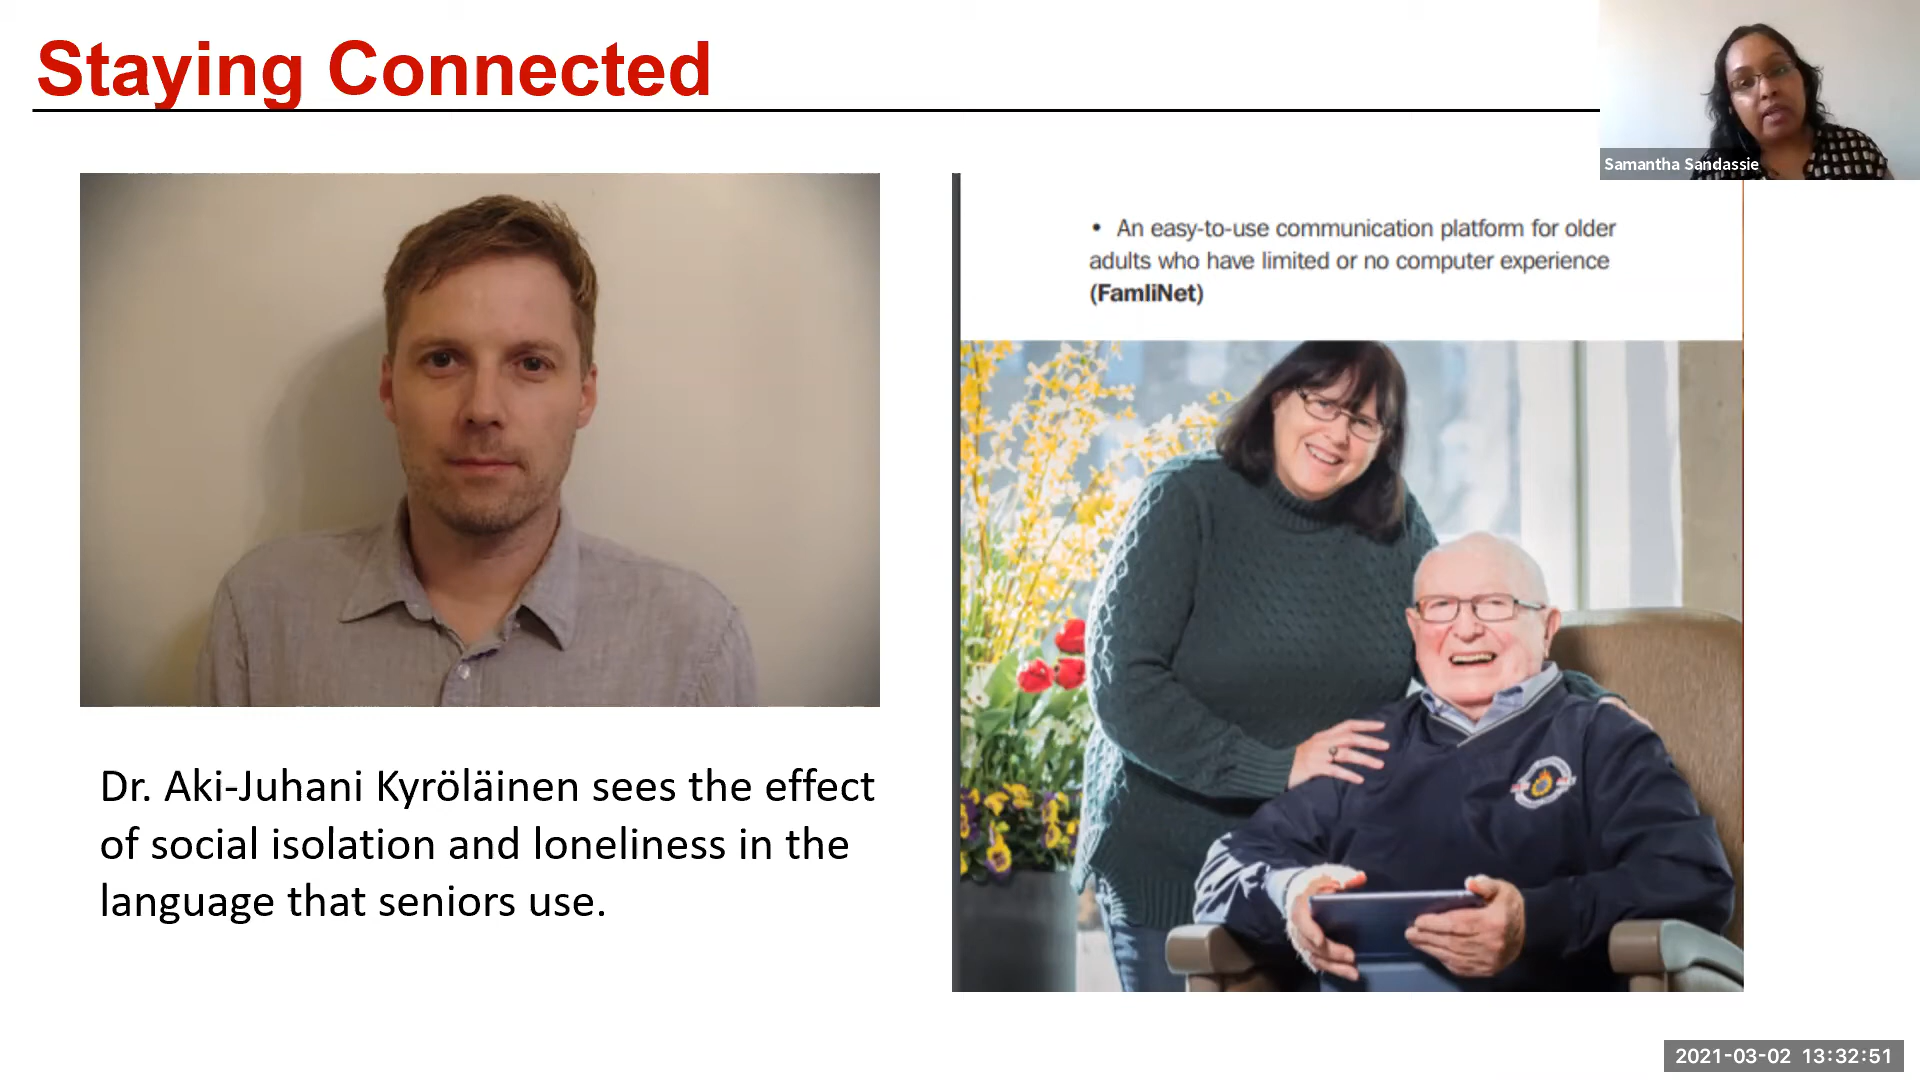 Staying Connected
Samantha Sandassie
• An easy-to-use communication platform for older
adults who have limited or no computer experience
(FamliNet)
Dr. Aki-Juhani Kyröläinen sees the effect
of social isolation and loneliness in the
language that seniors use.
2021-03-02 13:32:51